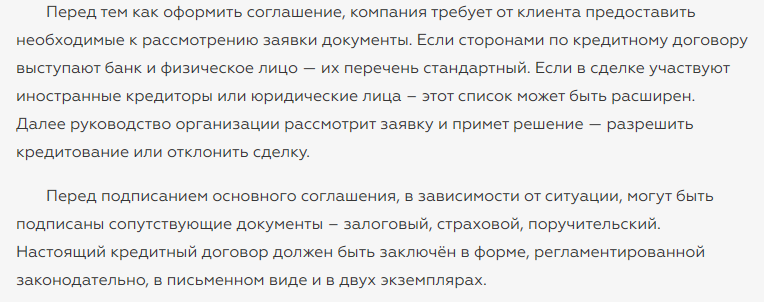 Перед тем как оформить соглашение, компания требует от клиента предоставить
необходимые к рассмотрению заявки документы. Если сторонами по кредитному договору
выступают банк и физическое лицо — их перечень стандартный. Если в сделке участвуют
иностранные кредиторы или юридические лица – этот список может быть расширен.
Далее руководство организации рассмотрит заявку и примет решение — разрешить
кредитование или отклонить сделку.
Перед подписанием основного соглашения, в зависимости от ситуации, могут быть
подписаны сопутствующие документы – залоговый, страховой, поручительский.
Настоящий кредитный договор должен быть заключён в форме, регламентированной
законодательно, в письменном виде и в двух экземплярах.